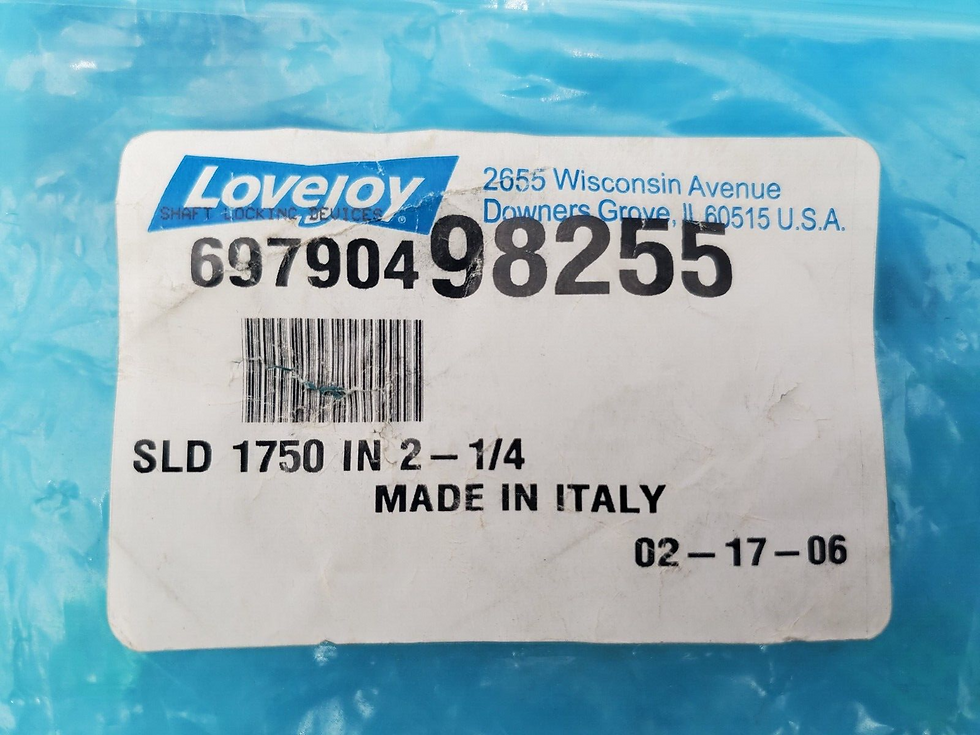 LOVEJOY®
2655 Wisconsin Avenue
Downers Grove, IL 60515 U.S.A.
SHAFT LOCKING DEVICES
69790498255
SLD 1750 IN 2-1/4
MADE IN ITALY
02-17-06